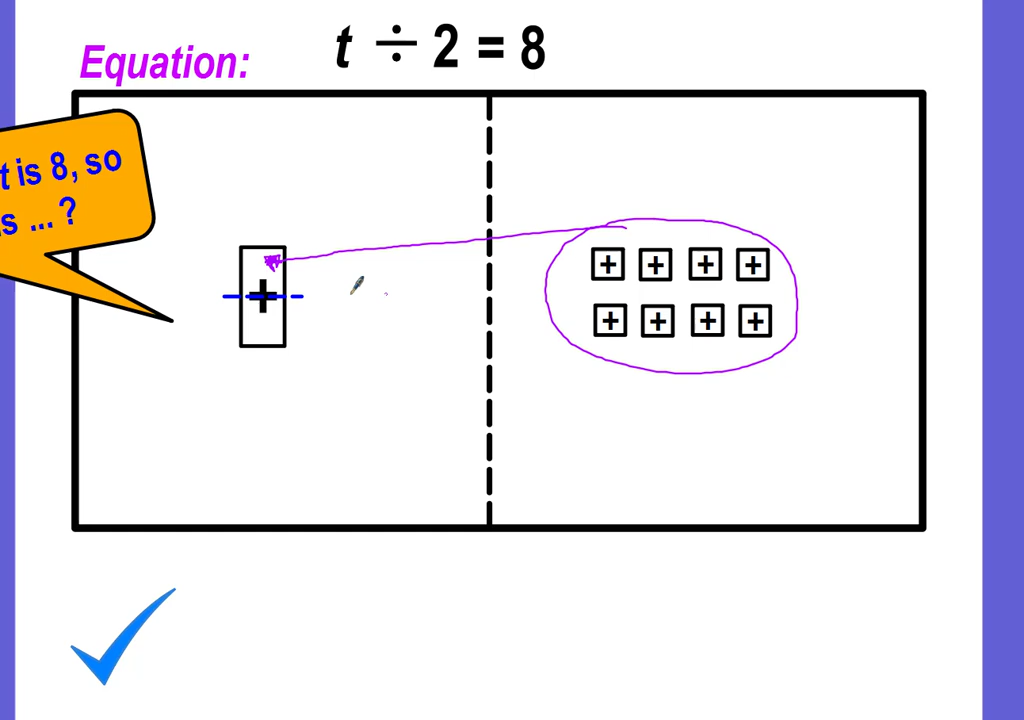 t ÷ 2 = 8
Equation:
t is 8, so
s ... ?
+
+ + + +
+ + + +